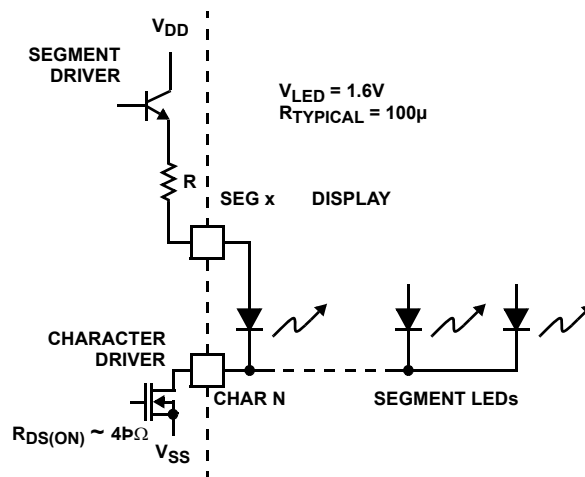 VDD
SEGMENT
DRIVER
VLED = 1.6V
RTYPICAL = 100µ
R
SEG x DISPLAY
CHARACTER
DRIVER
CHAR N SEGMENT LEDs
RDS(ON) ~ 4ÞΩ
VSS